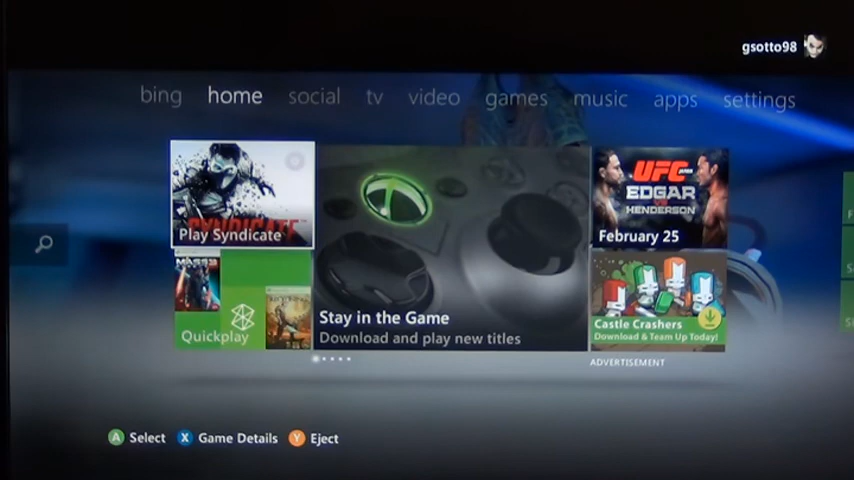 gsotto98
bing home social tv video games music apps settings
SYNDICATE
Play Syndicate
MASS
Quickplay
Stay in the Game
Download and play new titles
UFC
EDGAR
HENDERSON
February 25
Castle Crashers
Download & Team Up Today!
ADVERTISEMENT
A Select X Game Details Y Eject